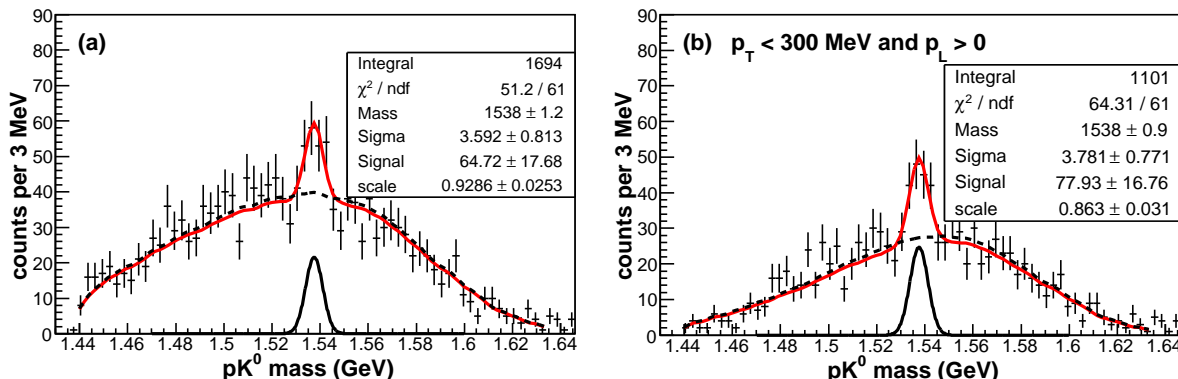 (a)
Integral 1694
χ² / ndf 51.2 / 61
Mass 1538 ± 1.2
Sigma 3.592 ± 0.813
Signal 64.72 ± 17.68
scale 0.9286 ± 0.0253
counts per 3 MeV
90
80
70
60
50
40
30
20
10
0
1.44 1.46 1.48 1.5 1.52 1.54 1.56 1.58 1.6 1.62 1.64
pK⁰ mass (GeV)
(b) p_T < 300 MeV and p_L > 0
Integral 1101
χ² / ndf 64.31 / 61
Mass 1538 ± 0.9
Sigma 3.781 ± 0.771
Signal 77.93 ± 16.76
scale 0.863 ± 0.031
counts per 3 MeV
90
80
70
60
50
40
30
20
10
0
1.44 1.46 1.48 1.5 1.52 1.54 1.56 1.58 1.6 1.62 1.64
pK⁰ mass (GeV)